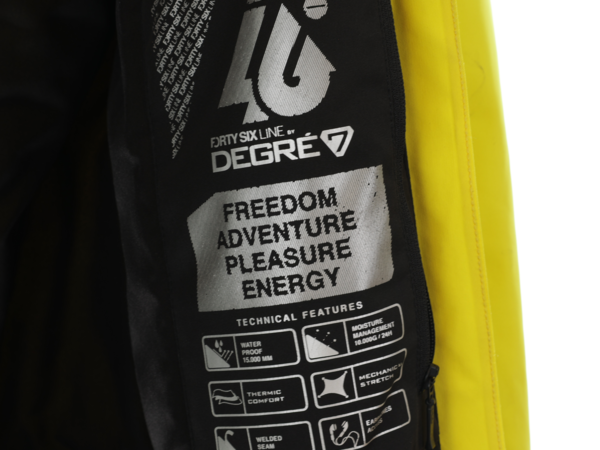 46
FORTY SIX LINE BY
DEGRÉ 7
FREEDOM
ADVENTURE
PLEASURE
ENERGY
TECHNICAL FEATURES
WATER
PROOF
15.000 MM
MOISTURE
MANAGEMENT
10.000G / 24H
THERMIC
COMFORT
MECHANIC
STRETCH
WELDED
SEAM